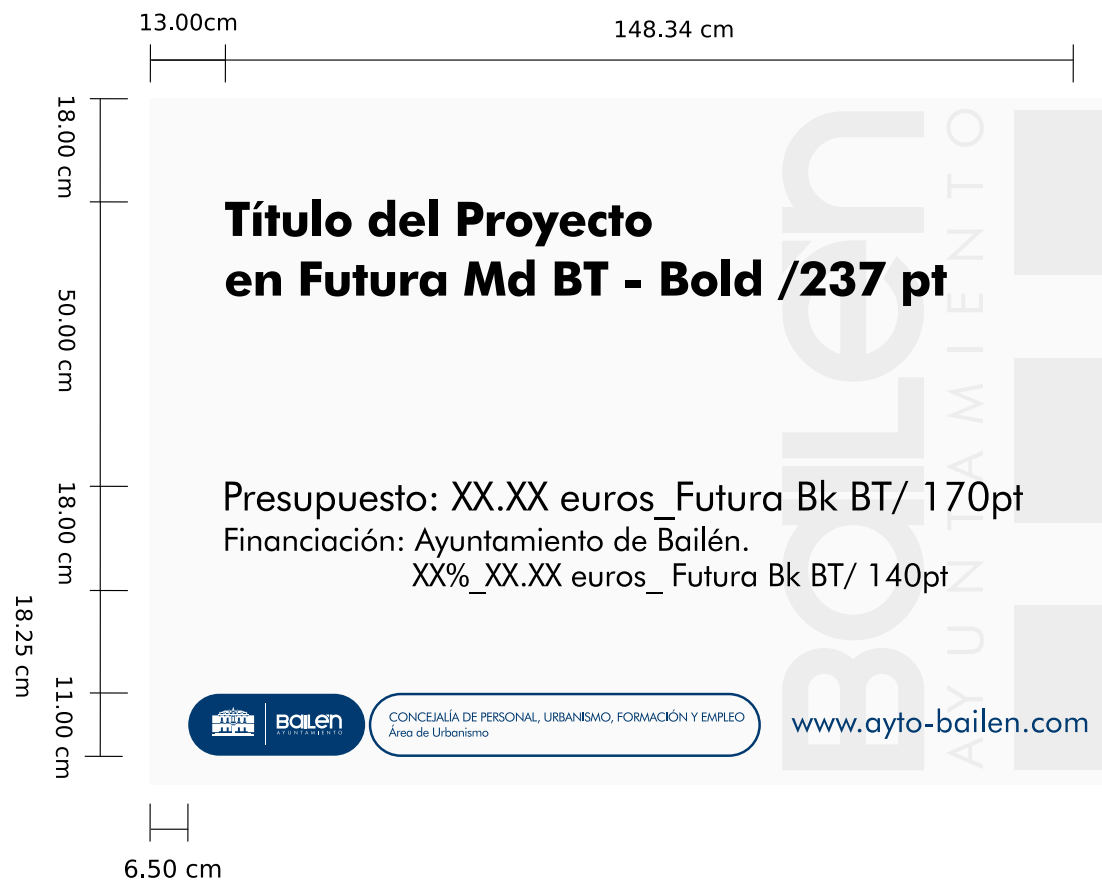 13.00cm
148.34 cm
18.00 cm
50.00 cm
18.00 cm
18.25 cm
11.00 cm
6.50 cm
Título del Proyecto
en Futura Md BT - Bold /237 pt
Presupuesto: XX.XX euros_Futura Bk BT/ 170pt
Financiación: Ayuntamiento de Bailén.
XX%_XX.XX euros_ Futura Bk BT/ 140pt
BAILÉN
AYUNTAMIENTO
CONCEJALÍA DE PERSONAL, URBANISMO, FORMACIÓN Y EMPLEO
Área de Urbanismo
www.ayto-bailen.com
BAILÉN
AYUNTAMIENTO